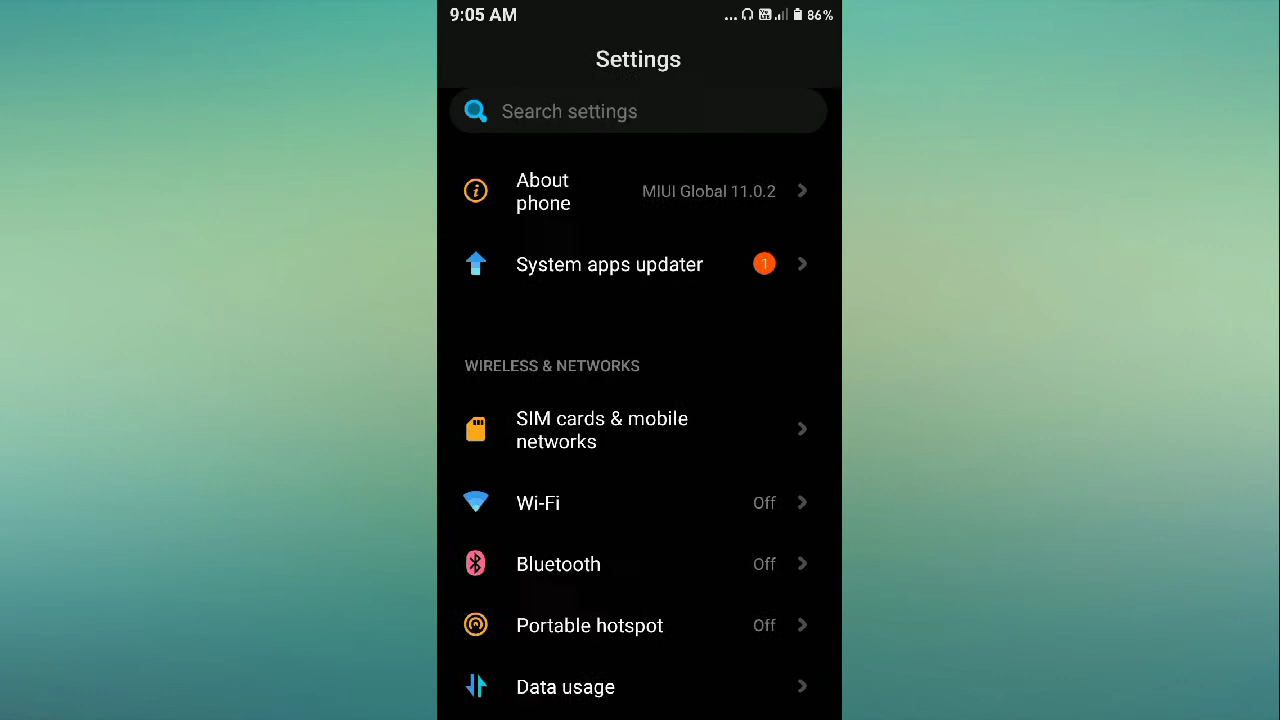 9:05 AM
... 86%
Settings
Search settings
About
phone
MIUI Global 11.0.2
System apps updater
1
WIRELESS & NETWORKS
SIM cards & mobile
networks
Wi-Fi
Off
Bluetooth
Off
Portable hotspot
Off
Data usage